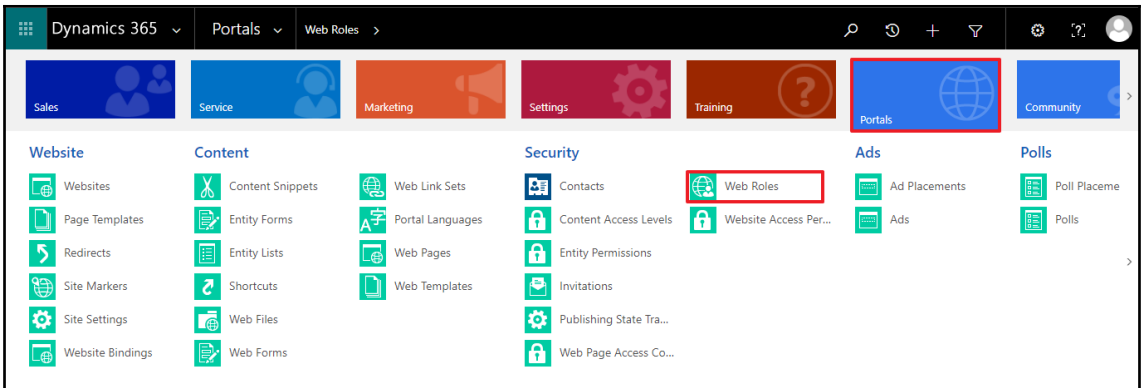 Dynamics 365 Portals Web Roles >
[?]
Sales Service Marketing Settings Training Portals Community
Website
Websites
Page Templates
Redirects
Site Markers
Site Settings
Website Bindings
Content
Content Snippets
Entity Forms
Entity Lists
Shortcuts
Web Files
Web Forms
Web Link Sets
Portal Languages
Web Pages
Web Templates
Security
Contacts
Content Access Levels
Entity Permissions
Invitations
Publishing State Tra...
Web Page Access Co...
Web Roles
Website Access Per...
Ads
Ad Placements
Ads
Polls
Poll Placeme
Polls